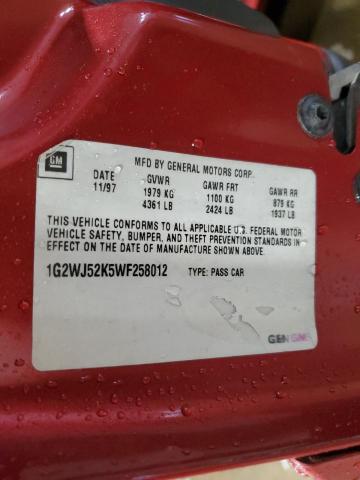 GM
MFD BY GENERAL MOTORS CORP.
DATE GVWR GAWR FRT GAWR RR
11/97 1979 KG 1100 KG 879 KG
4361 LB 2424 LB 1937 LB
THIS VEHICLE CONFORMS TO ALL APPLICABLE U.S. FEDERAL MOTOR
VEHICLE SAFETY, BUMPER, AND THEFT PREVENTION STANDARDS IN
EFFECT ON THE DATE OF MANUFACTURE SHOWN ABOVE.
1G2WJ52K5WF258012 TYPE: PASS CAR